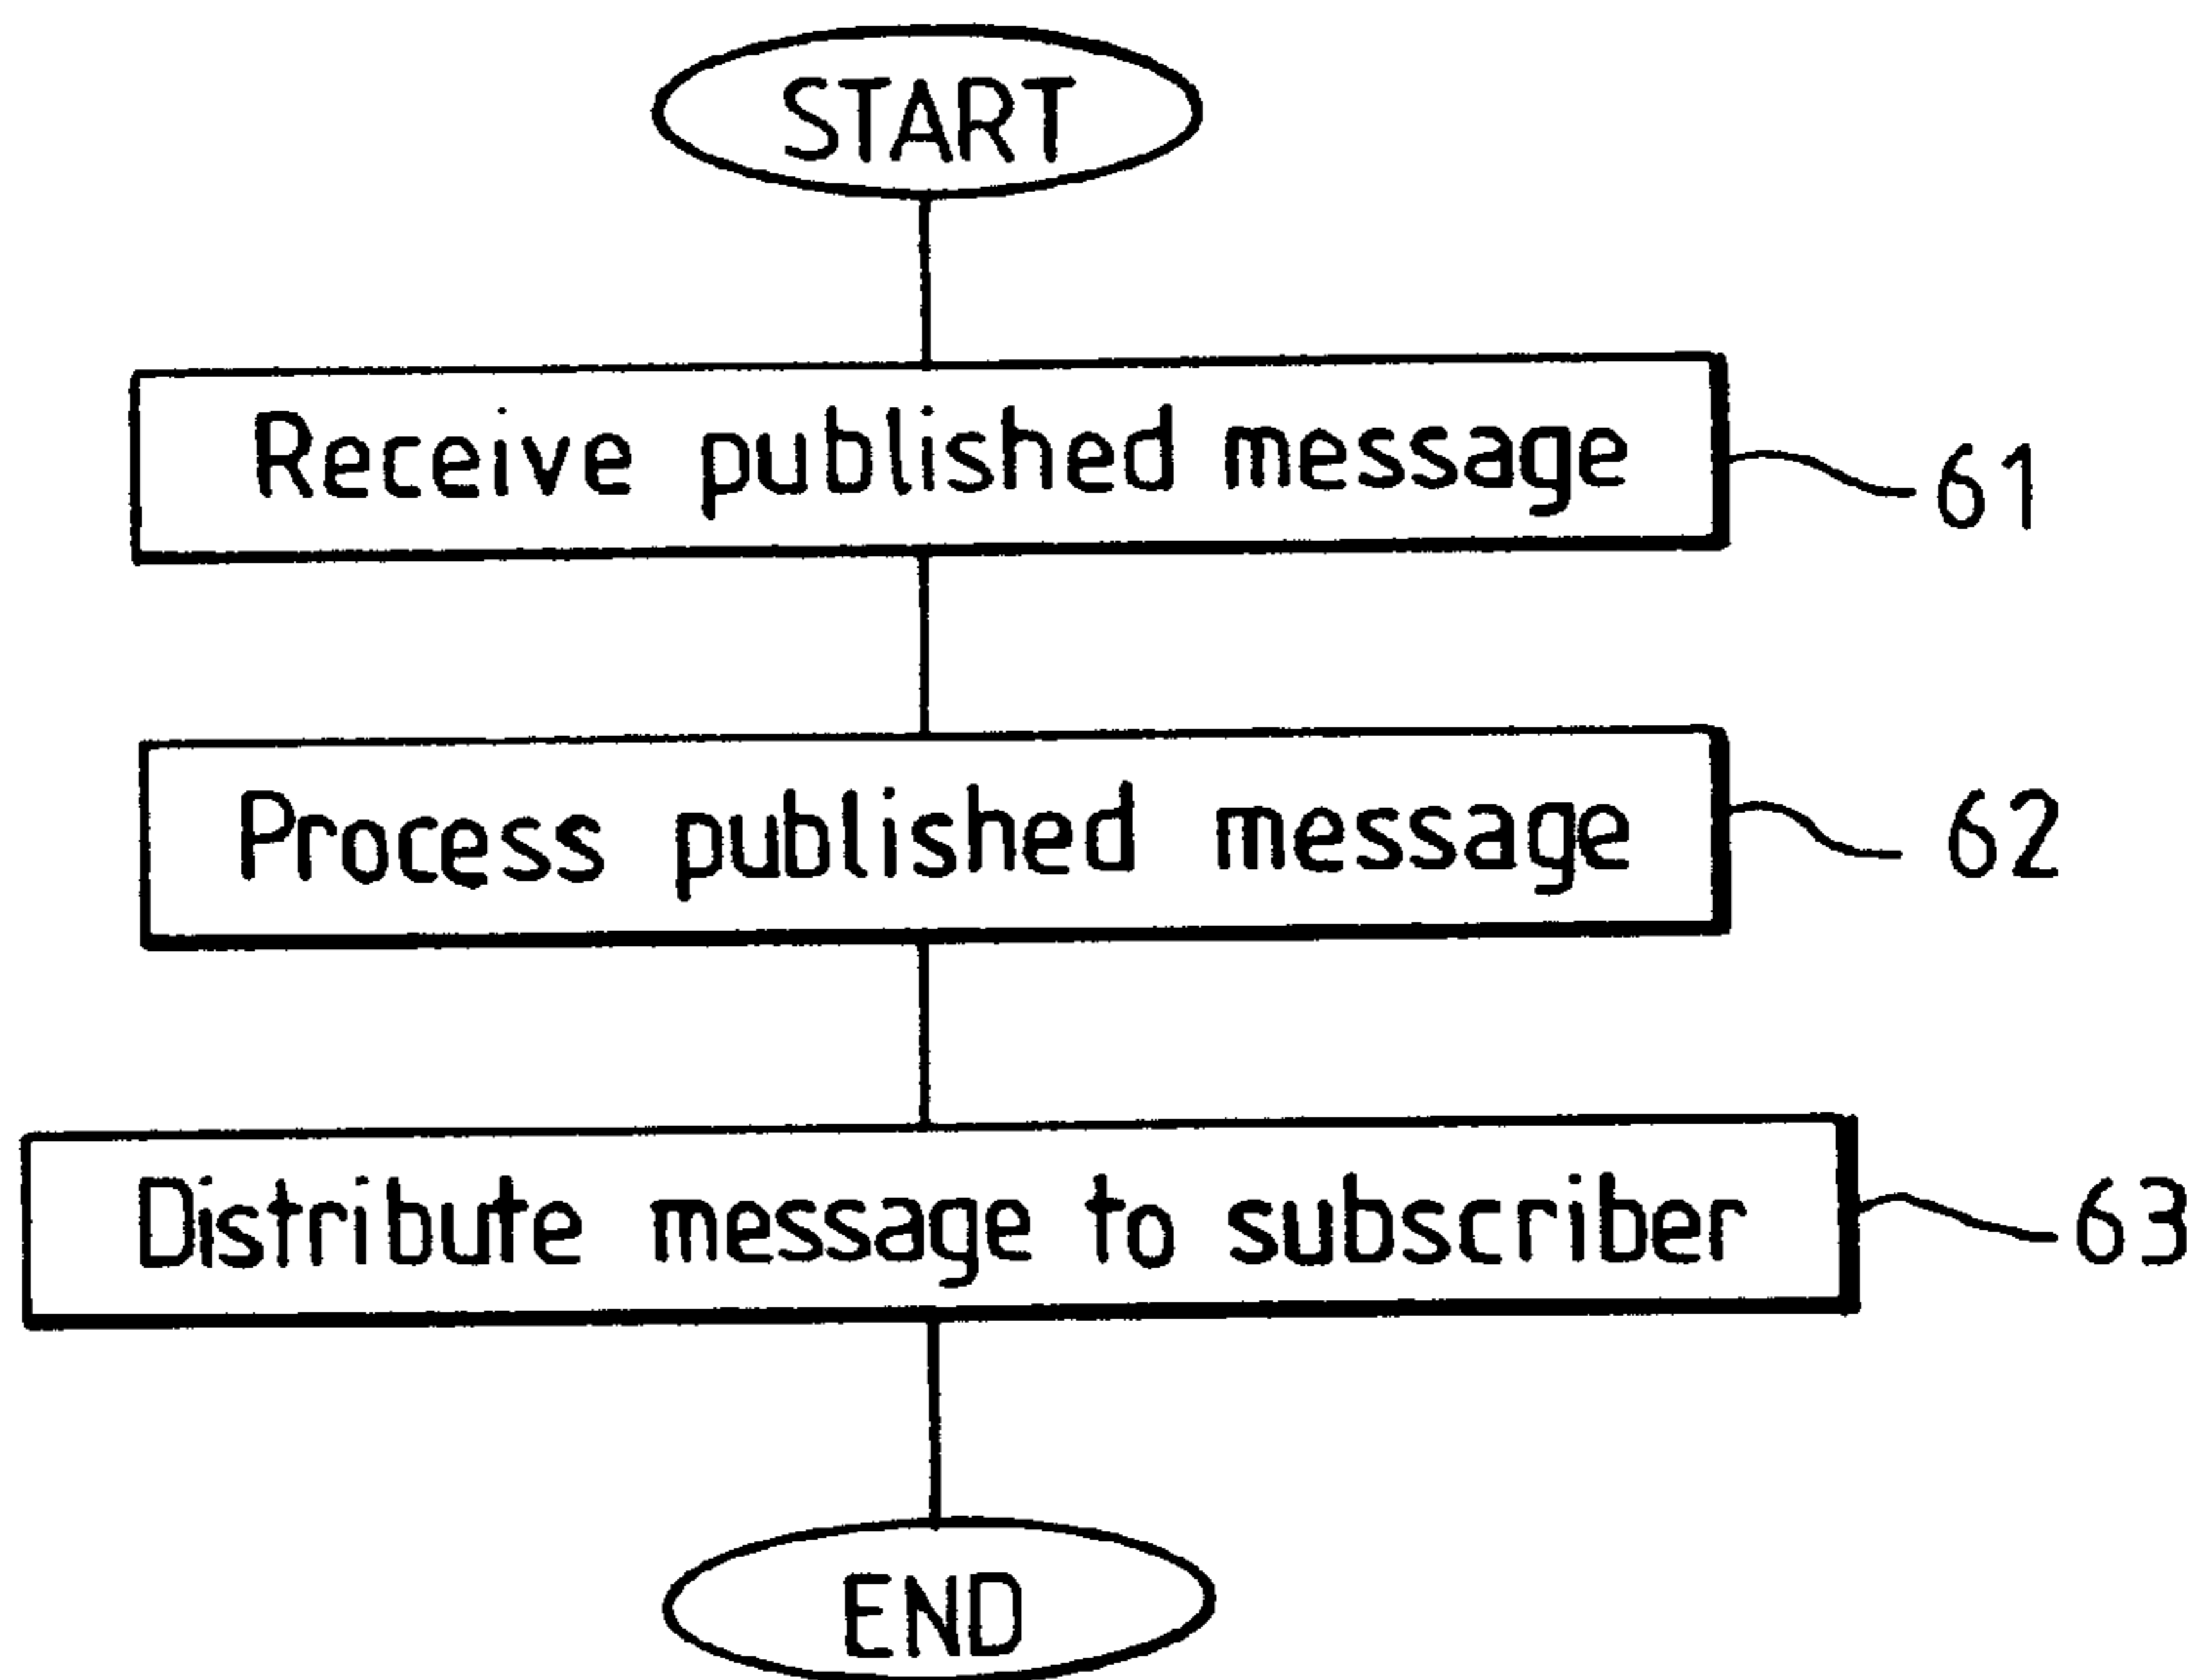 START
Receive published message
61
Process published message
62
Distribute message to subscriber
63
END